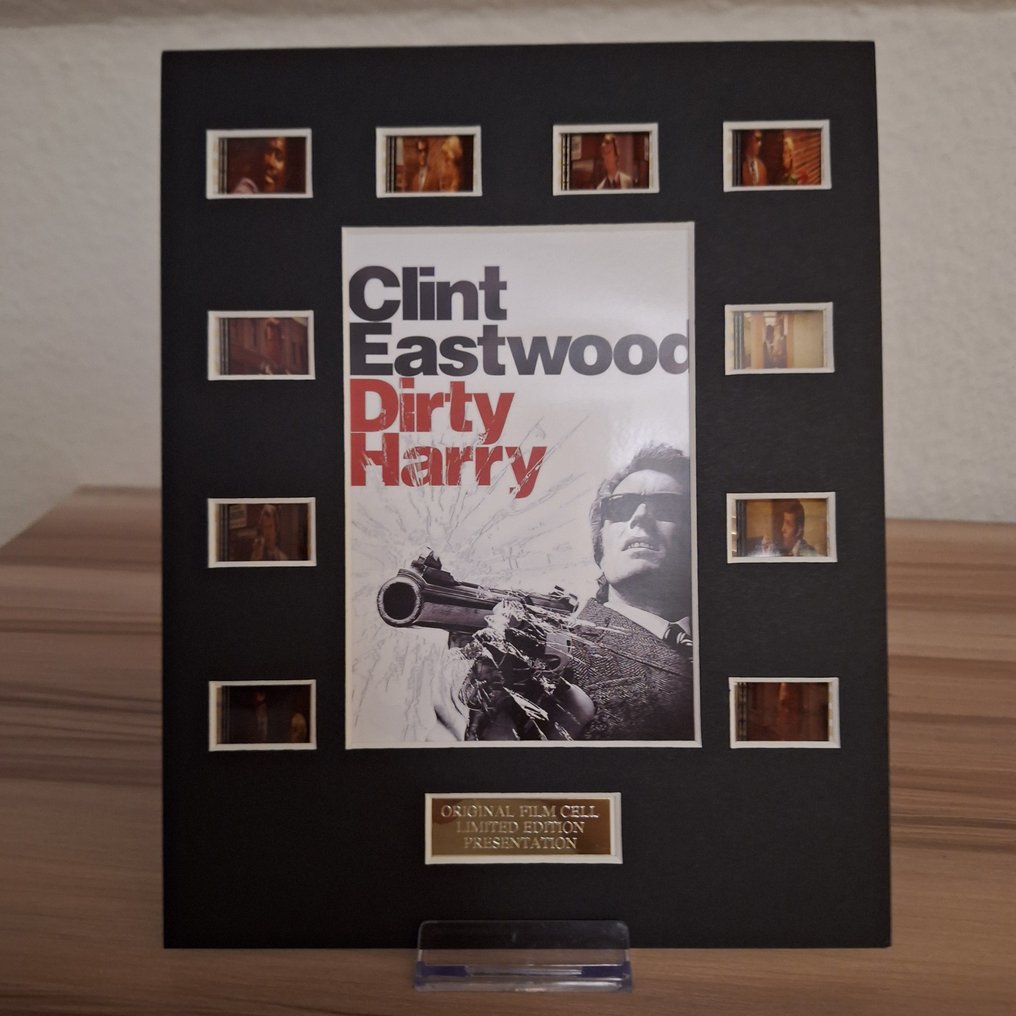 Clint
Eastwood
Dirty
Harry
ORIGINAL FILM CELL
LIMITED EDITION
PRESENTATION